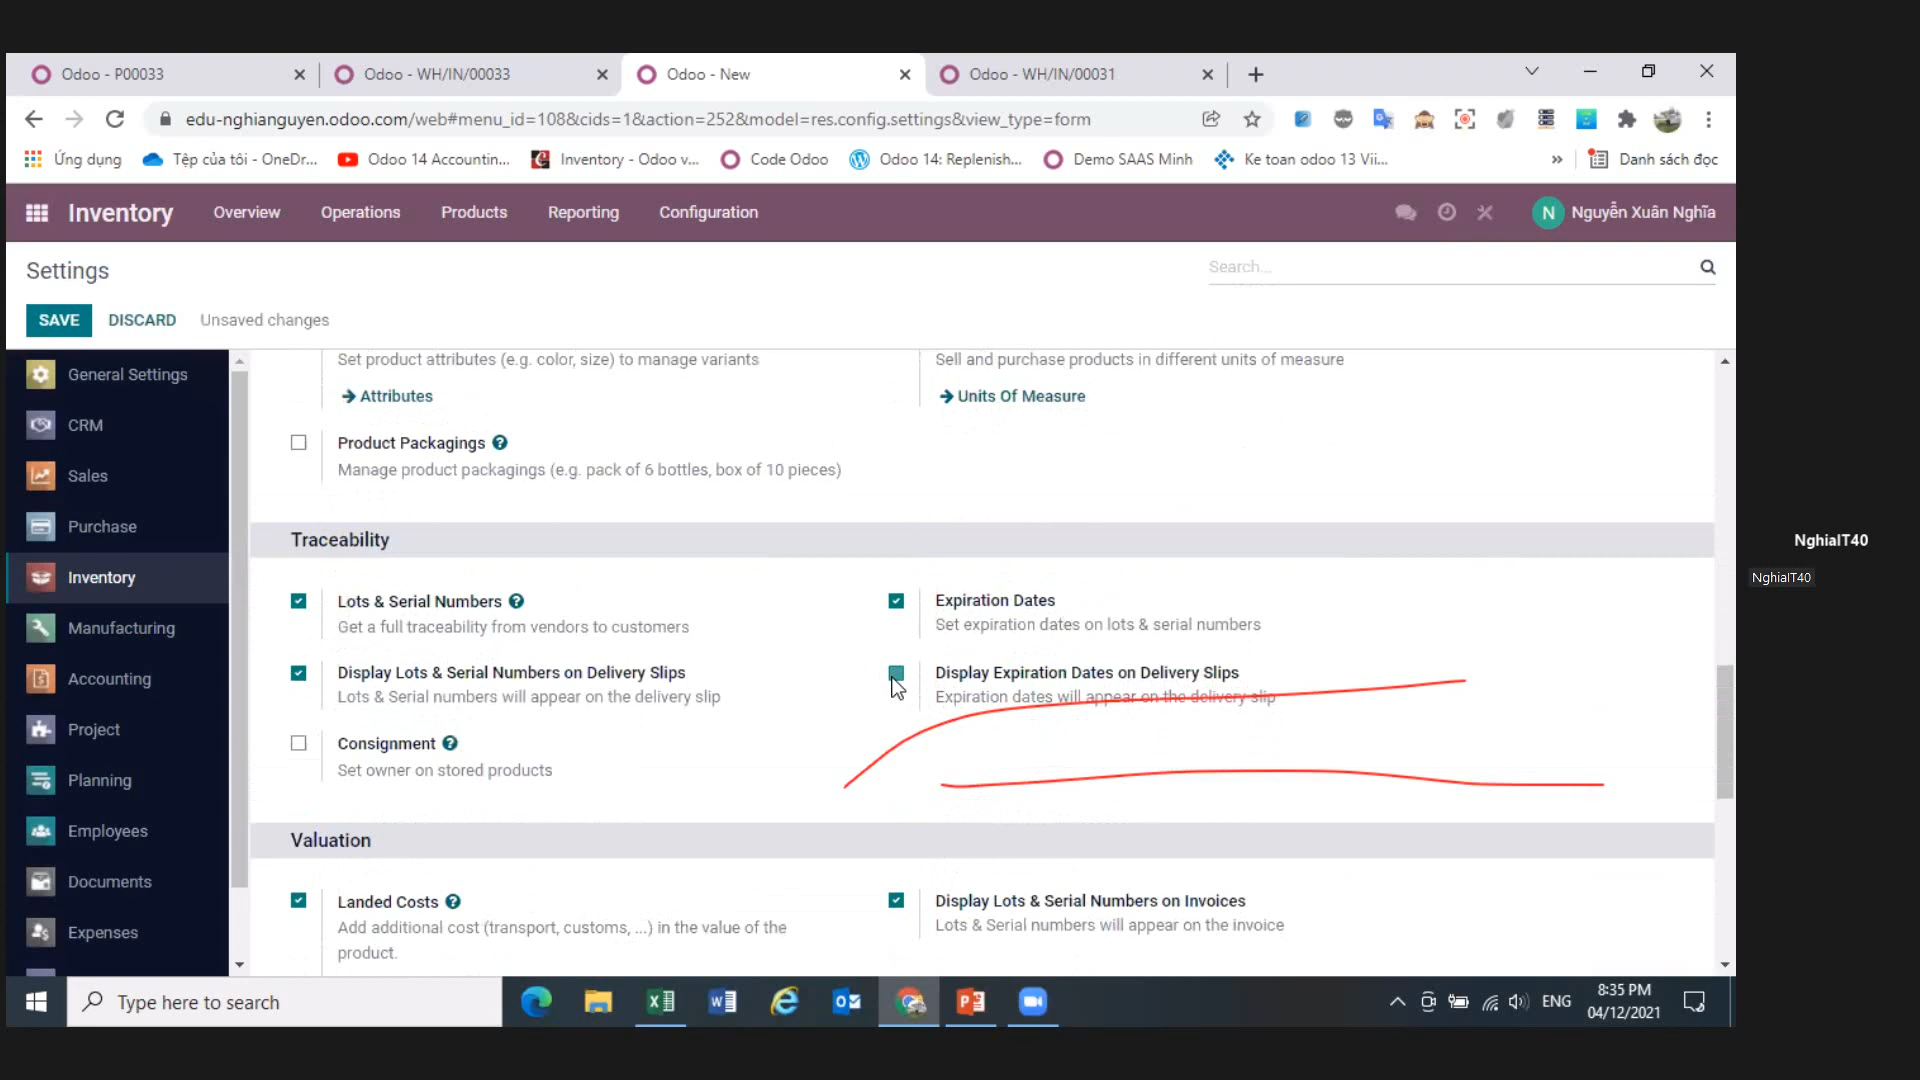 Odoo - P00033
Odoo - WH/IN/00033
Odoo - New
Odoo - WH/IN/00031
edu-nghianguyen.odoo.com/web#menu_id=108&cids=1&action=252&model=res.config.settings&view_type=form
Ứng dụng
Tệp của tôi - OneDr...
Odoo 14 Accountin...
Inventory - Odoo v...
Code Odoo
Odoo 14: Replenish...
Demo SAAS Minh
Ke toan odoo 13 Vii...
»
Danh sách đọc
Inventory
Overview
Operations
Products
Reporting
Configuration
N
Nguyễn Xuân Nghĩa
Settings
Search...
SAVE
DISCARD
Unsaved changes
General Settings
CRM
Sales
Purchase
Inventory
Manufacturing
Accounting
Project
Planning
Employees
Documents
Expenses
Set product attributes (e.g. color, size) to manage variants
Attributes
Sell and purchase products in different units of measure
Units Of Measure
Product Packagings
Manage product packagings (e.g. pack of 6 bottles, box of 10 pieces)
Traceability
Lots & Serial Numbers
Get a full traceability from vendors to customers
Expiration Dates
Set expiration dates on lots & serial numbers
Display Lots & Serial Numbers on Delivery Slips
Lots & Serial numbers will appear on the delivery slip
Display Expiration Dates on Delivery Slips
Expiration dates will appear on the delivery slip
Consignment
Set owner on stored products
Valuation
Landed Costs
Add additional cost (transport, customs, ...) in the value of the
product.
Display Lots & Serial Numbers on Invoices
Lots & Serial numbers will appear on the invoice
NghiaIT40
NghiaIT40
Type here to search
ENG
8:35 PM
04/12/2021